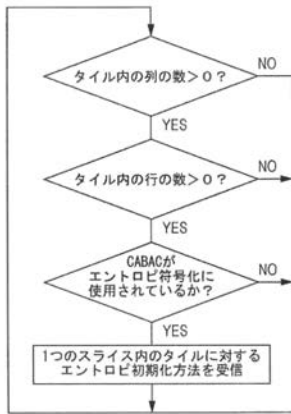 タイル内の列の数>0?
NO
YES
タイル内の行の数>0?
NO
YES
CABACが
エントロピ符号化に
使用されているか?
NO
YES
1つのスライス内のタイルに対する
エントロピ初期化方法を受信